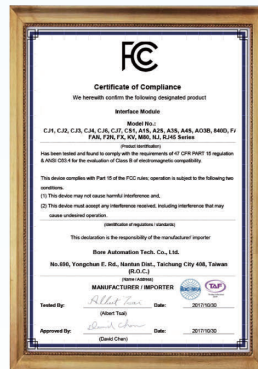 FC
Certificate of Compliance
We herewith confirm the following designated product
Interface Module
Model No.:
CJ1, CJ2, CJ3, CJ4, CJ6, CJ7, CS1, A1S, A2S, A3S, A4S, AO3B, 840D, F/
FAN, F2N, FX, KV, M80, NJ, RJ45 Series
(Product Identification)
Has been tested and found to comply with the requirements of 47 CFR PART 15 regulation
& ANSI C63.4 for the evaluation of Class B of electromagnetic compatibility.
This device complies with Part 15 of the FCC rules; operation is subject to the following two
conditions.
(1) This device may not cause harmful interference and,
(2) This device must accept any interference received, including interference that may
cause undesired operation.
(Identification of regulations / standards)
This declaration is the responsibility of the manufacturer/ importer
Bore Automation Tech. Co., Ltd.
No.690, Yongchun E. Rd., Nantun Dist., Taichung City 408, Taiwan
(R.O.C.)
(Name / Address)
MANUFACTURER / IMPORTER
TAF
Tested By: Albert Tsai Date: 2017/10/30
(Albert Tsai)
Approved By: David Chen Date: 2017/10/30
(David Chen)